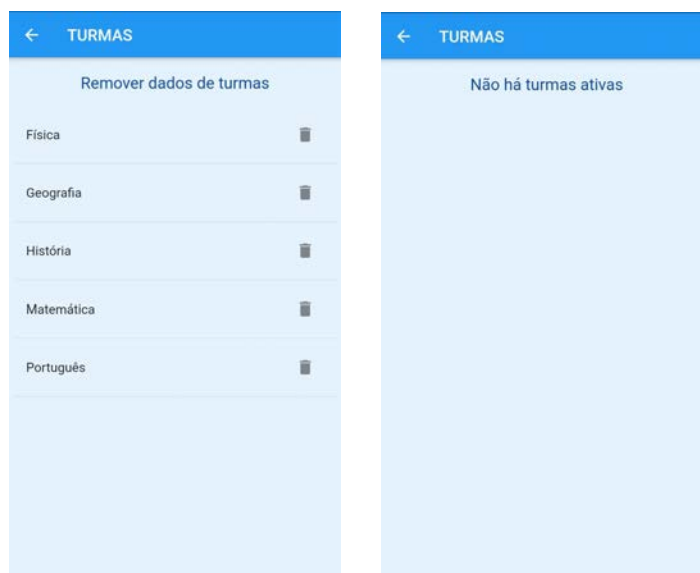 TURMAS
Remover dados de turmas
Física
Geografia
História
Matemática
Português
TURMAS
Não há turmas ativas